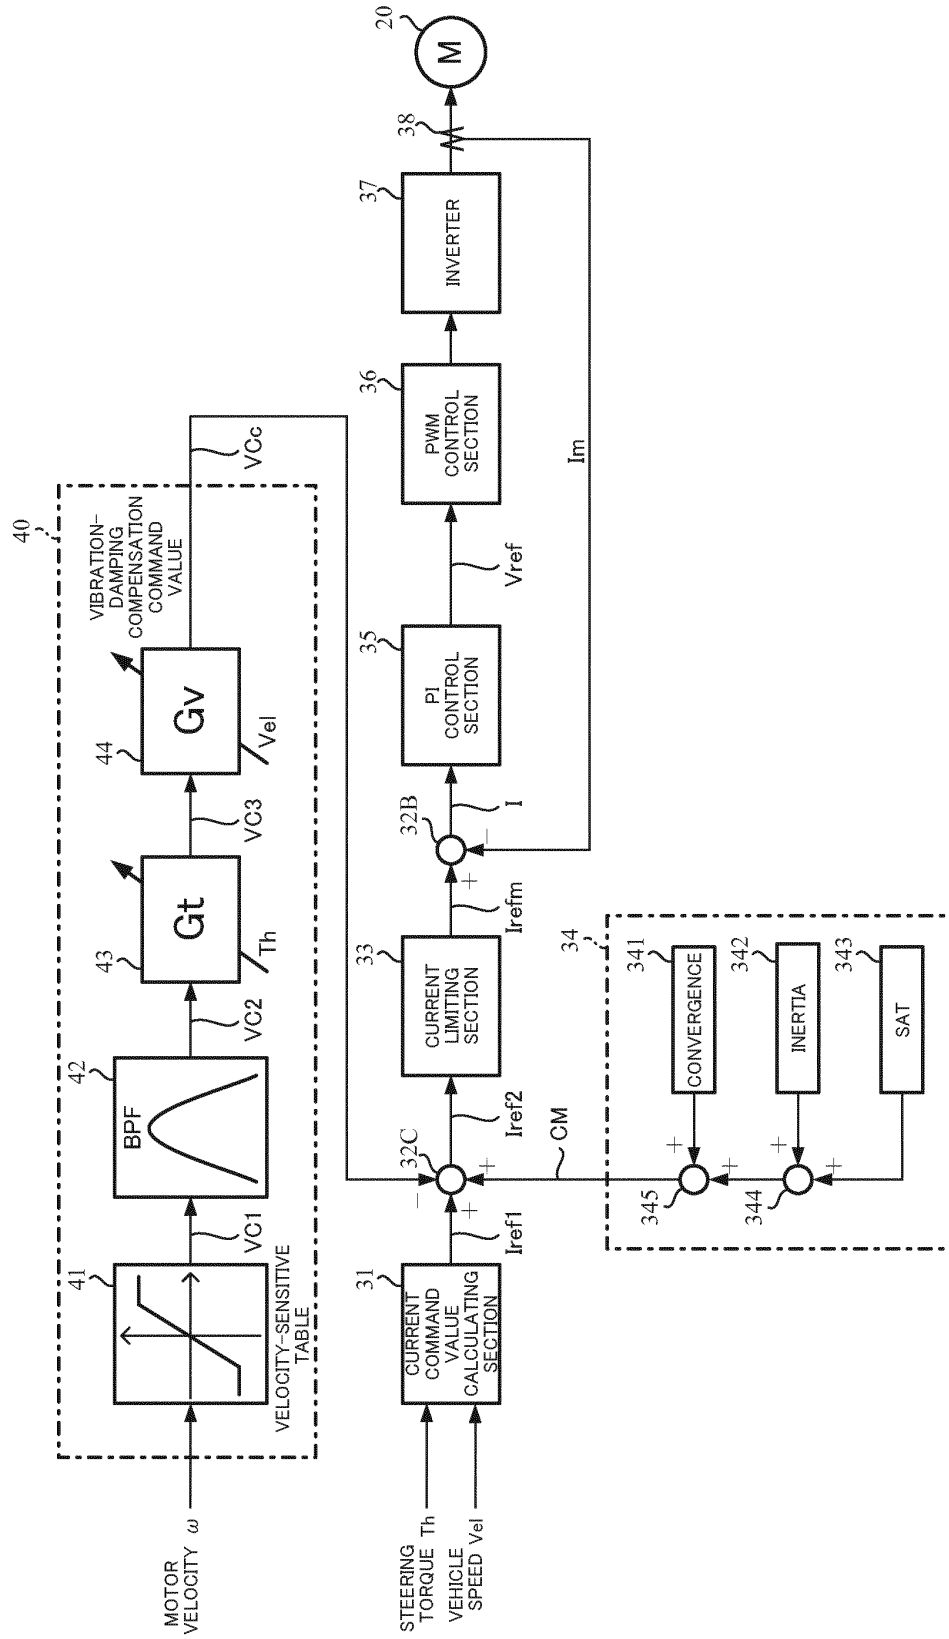 40
MOTOR
VELOCITY ω
41
VELOCITY-SENSITIVE
TABLE
VC1
42
BPF
VC2
43
Gt
Th
VC3
44
Gv
Vel
VIBRATION-
DAMPING
COMPENSATION
COMMAND
VALUE
VCc
STEERING
TORQUE Th
VEHICLE
SPEED Vel
31
CURRENT
COMMAND
VALUE
CALCULATING
SECTION
Iref1
+
−
+
32C
Iref2
33
CURRENT
LIMITING
SECTION
Irefm
+
−
32B
I
35
PI
CONTROL
SECTION
Vref
36
PWM
CONTROL
SECTION
37
INVERTER
38
20
M
Im
CM
34
341
CONVERGENCE
342
INERTIA
343
SAT
345
+
+
344
+
+